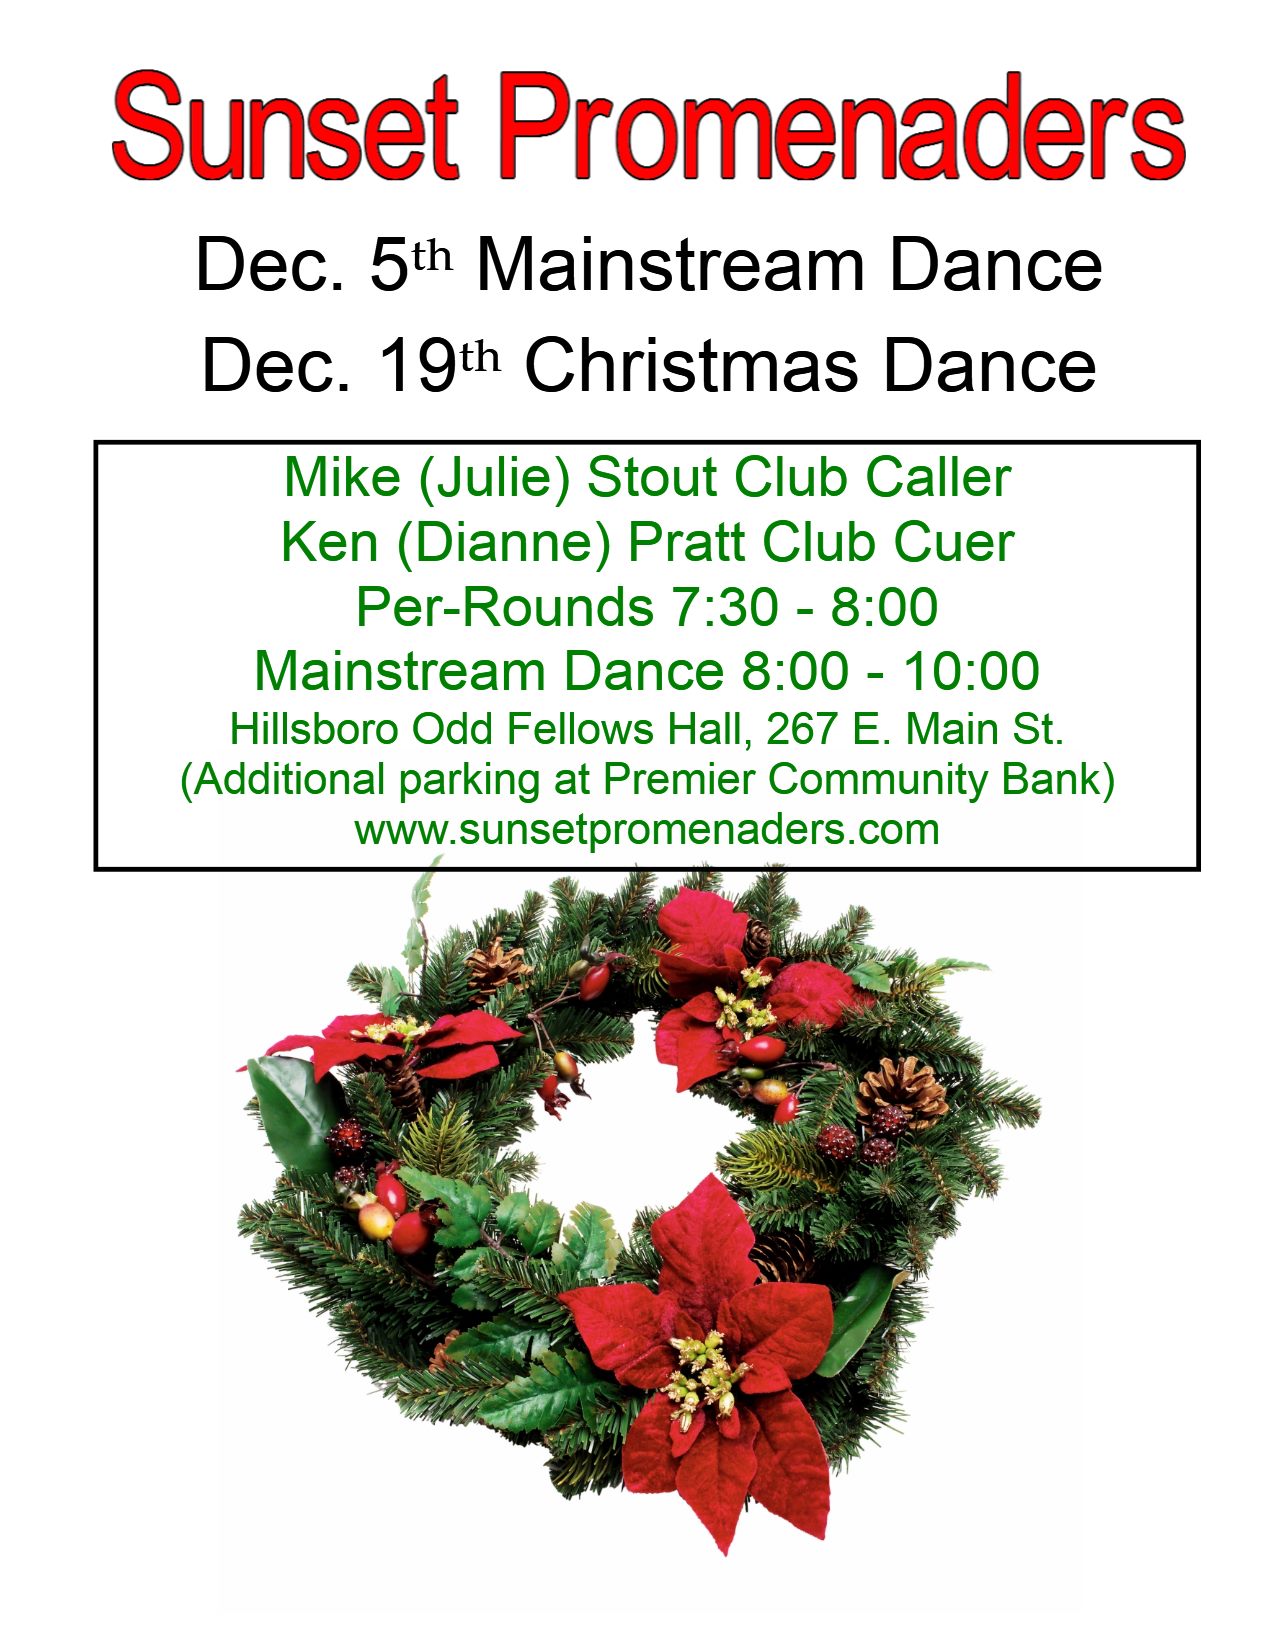 Sunset Promenaders
Dec. 5th Mainstream Dance
Dec. 19th Christmas Dance
Mike (Julie) Stout Club Caller
Ken (Dianne) Pratt Club Cuer
Per-Rounds 7:30 - 8:00
Mainstream Dance 8:00 - 10:00
Hillsboro Odd Fellows Hall, 267 E. Main St.
(Additional parking at Premier Community Bank)
www.sunsetpromenaders.com